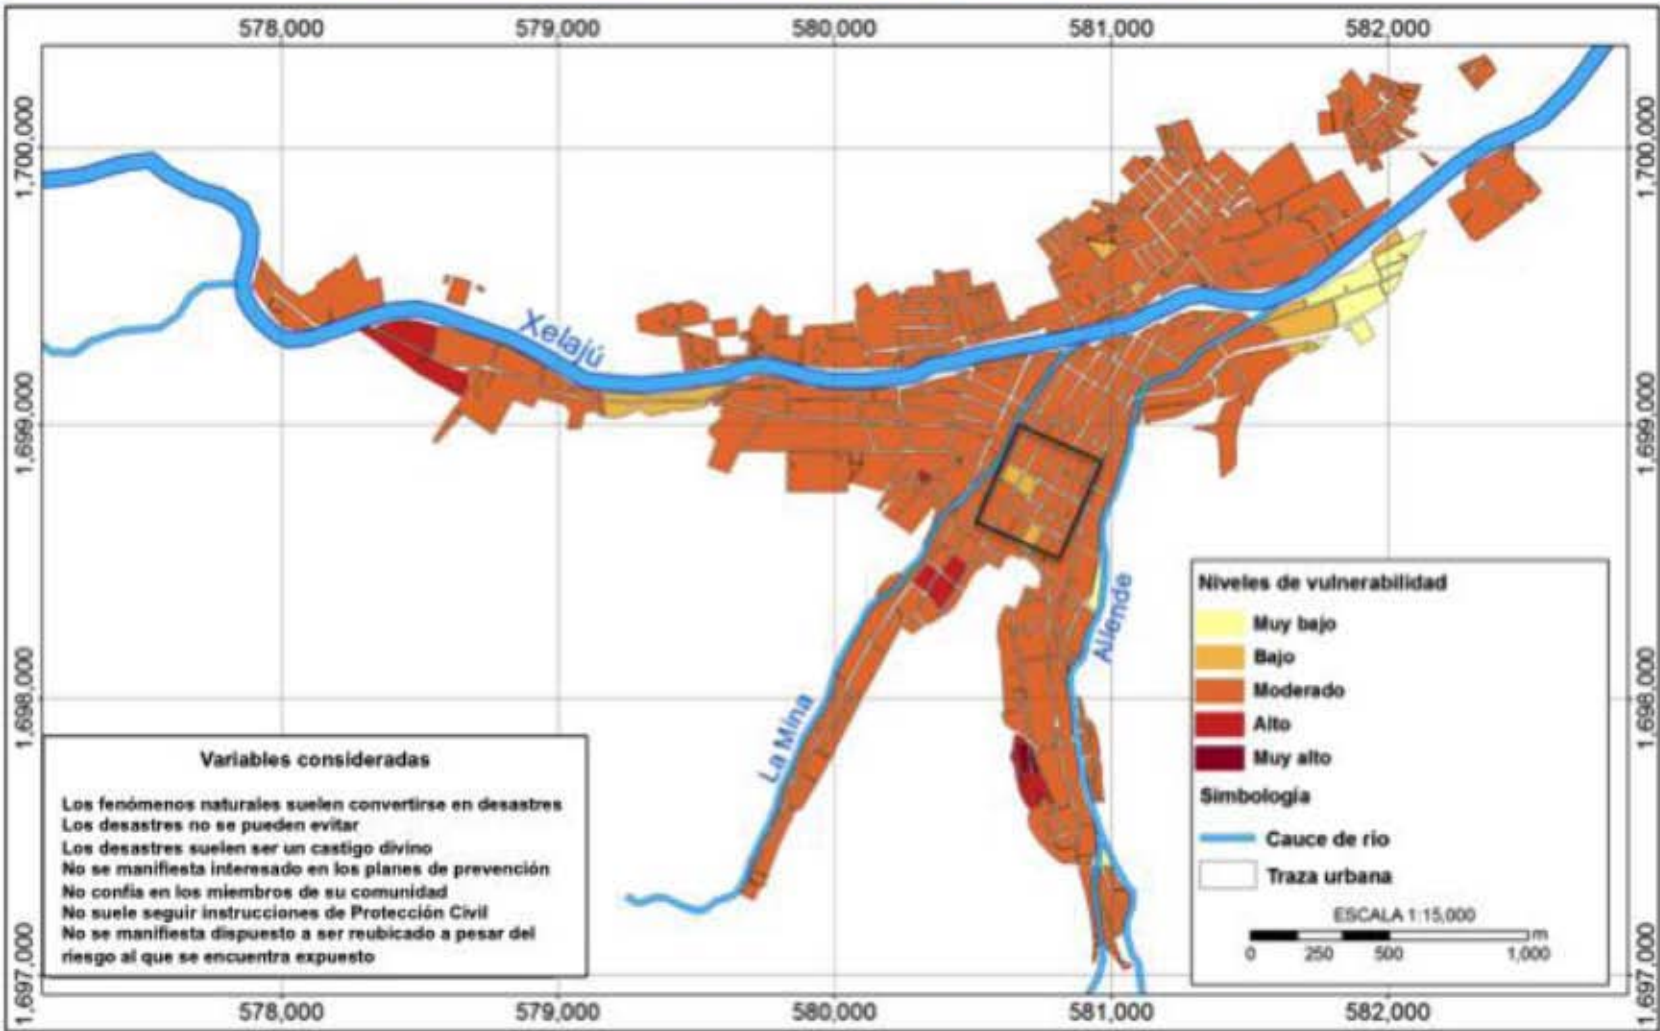 578,000 579,000 580,000 581,000 582,000
1,700,000
1,699,000
1,698,000
1,697,000
1,700,000
1,699,000
1,698,000
1,697,000
Xelajú
La Mina
Allende
Variables consideradas
Los fenómenos naturales suelen convertirse en desastres
Los desastres no se pueden evitar
Los desastres suelen ser un castigo divino
No se manifiesta interesado en los planes de prevención
No confia en los miembros de su comunidad
No suele seguir instrucciones de Protección Civil
No se manifiesta dispuesto a ser reubicado a pesar del
riesgo al que se encuentra expuesto
Niveles de vulnerabilidad
Muy bajo
Bajo
Moderado
Alto
Muy alto
Simbología
Cauce de río
Traza urbana
ESCALA 1:15,000
m
0 250 500 1,000
578,000 579,000 580,000 581,000 582,000